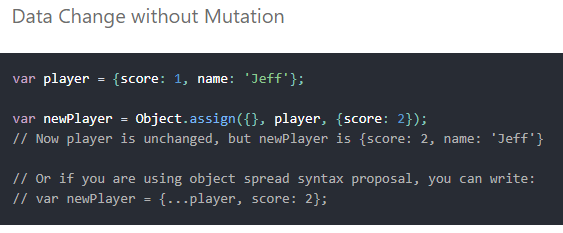 Data Change without Mutation
var player = {score: 1, name: 'Jeff'};
var newPlayer = Object.assign({}, player, {score: 2});
// Now player is unchanged, but newPlayer is {score: 2, name: 'Jeff'}
// Or if you are using object spread syntax proposal, you can write:
// var newPlayer = {...player, score: 2};